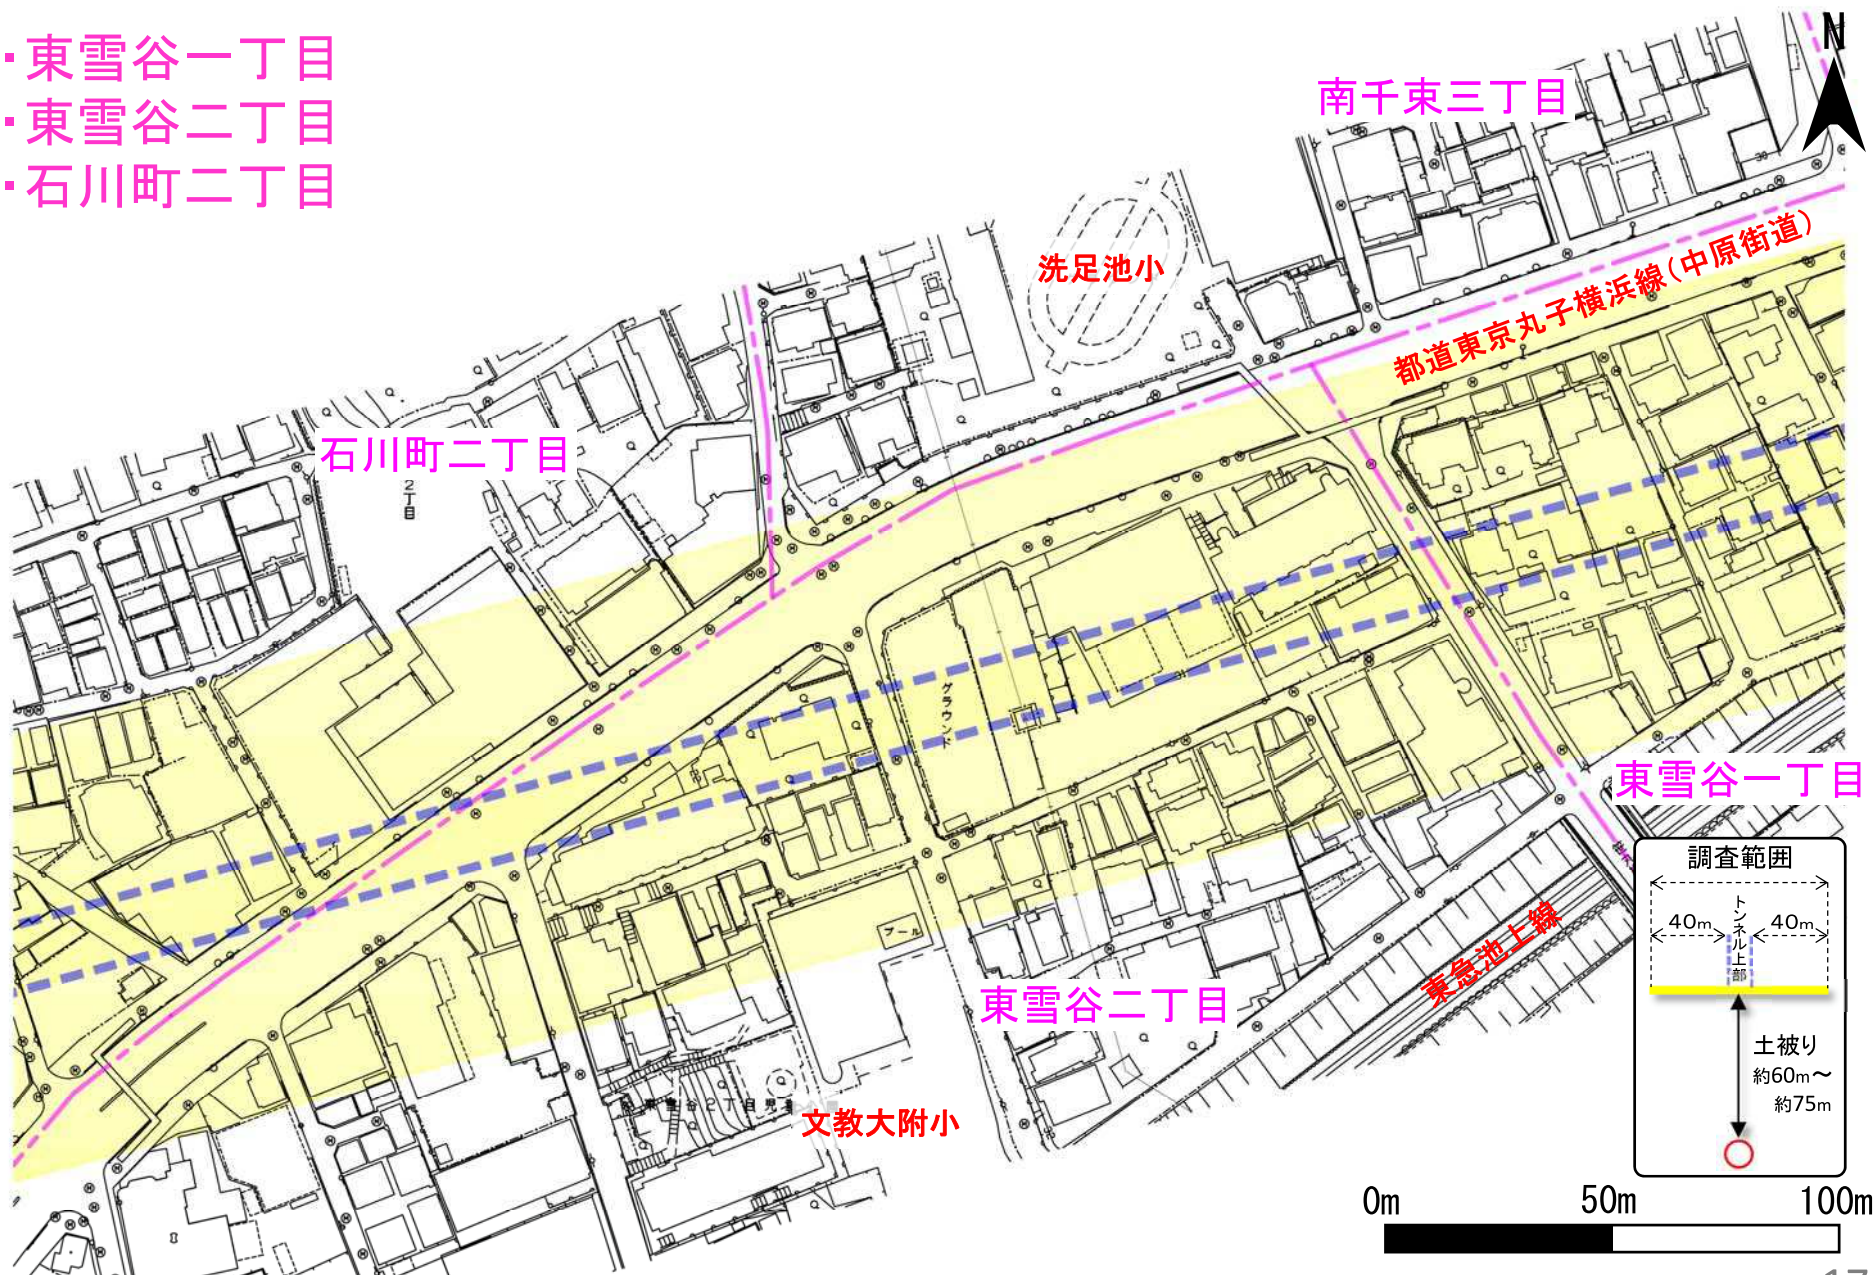 ・東雪谷一丁目
・東雪谷二丁目
・石川町二丁目
N
南千束三丁目
洗足池小
都道東京丸子横浜線(中原街道)
石川町二丁目
2丁目
グラウンド
東雪谷一丁目
プール
東雪谷二丁目
東急池上線
文教大附小
調査範囲
40m
トンネル上部
40m
土被り
約60m～
約75m
0m
50m
100m
17